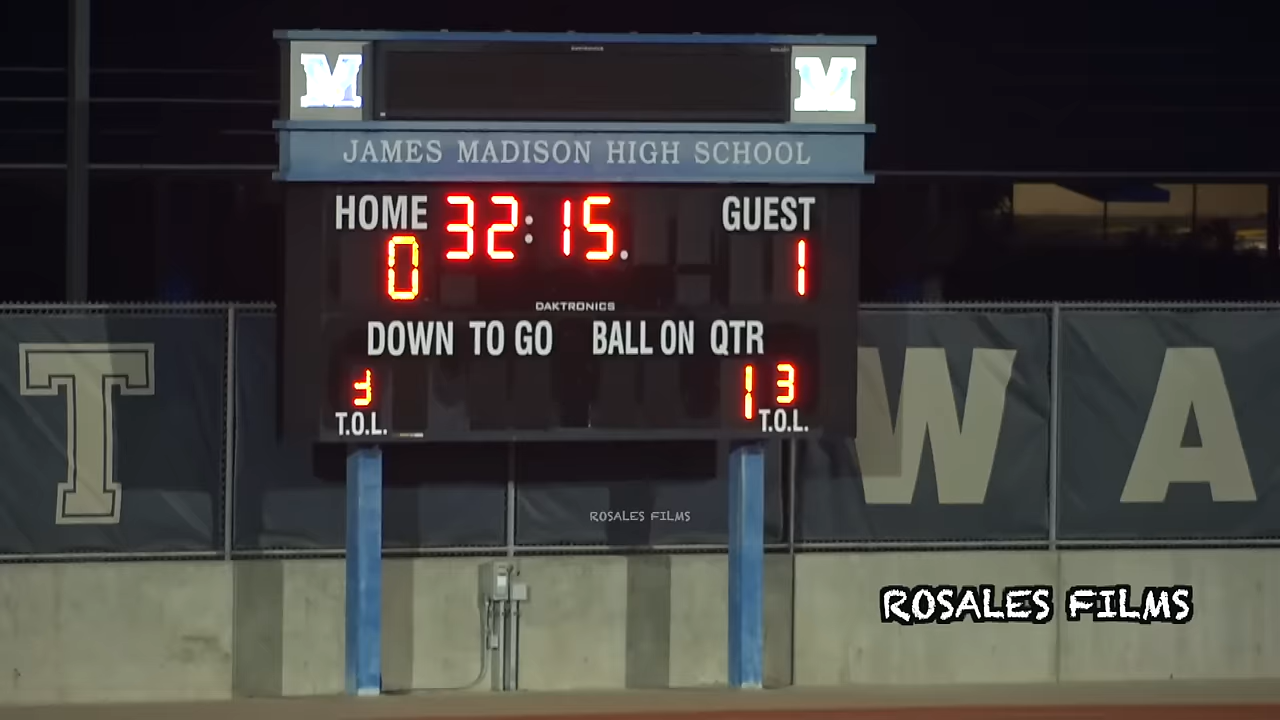 M M
JAMES MADISON HIGH SCHOOL
HOME 32:15. GUEST
0 1
DAKTRONICS
DOWN TO GO BALL ON QTR
3 1 3
T.O.L. T.O.L.
T W A
ROSALES FILMS
ROSALES FILMS